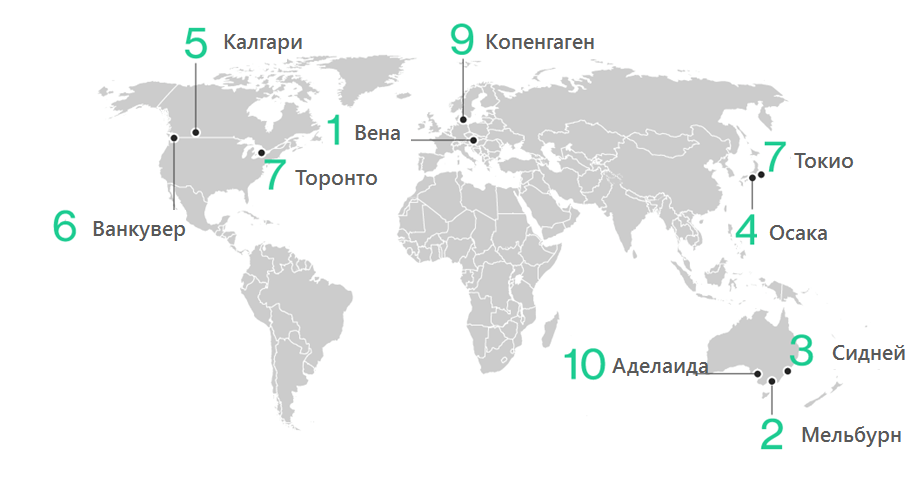 5 Калгари
9 Копенгаген
1 Вена
7 Токио
7 Торонто
6 Ванкувер
4 Осака
3 Сидней
10 Аделаида
2 Мельбурн